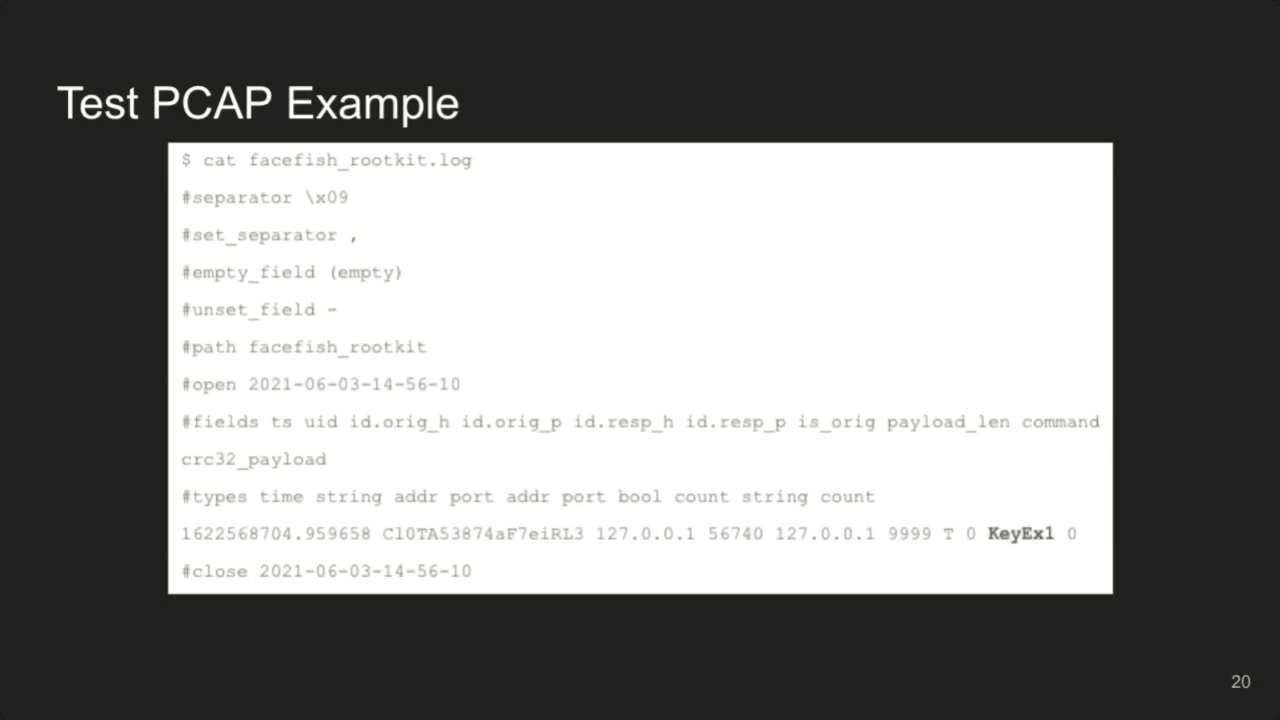 Test PCAP Example
$ cat facefish_rootkit.log
#separator \x09
#set_separator ,
#empty_field (empty)
#unset_field -
#path facefish_rootkit
#open 2021-06-03-14-56-10
#fields ts uid id.orig_h id.orig_p id.resp_h id.resp_p is_orig payload_len command
crc32_payload
#types time string addr port addr port bool count string count
1622568704.959658 Cl0TA53874aF7eiRL3 127.0.0.1 56740 127.0.0.1 9999 T 0 KeyEx1 0
#close 2021-06-03-14-56-10
20